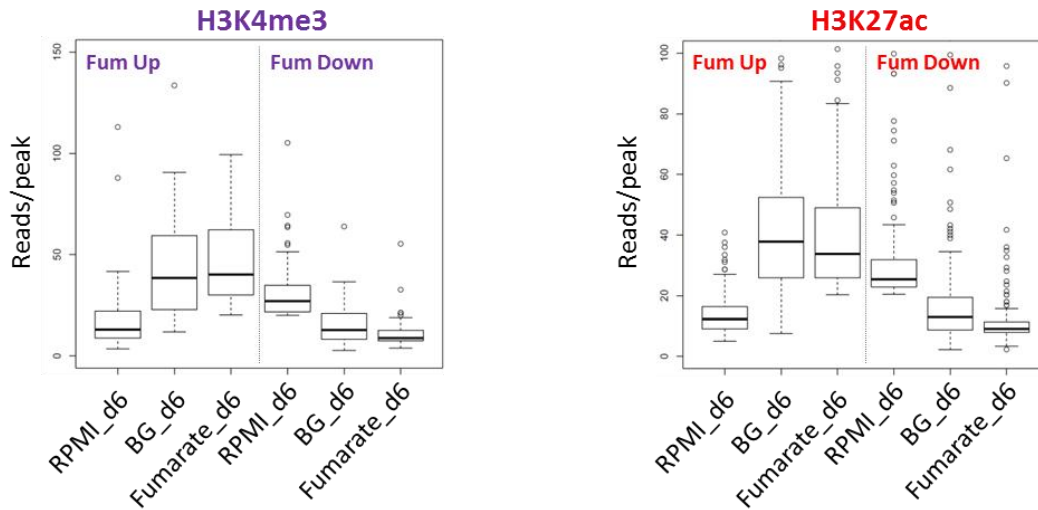 H3K4me3
Reads/peak
150
100
50
0
Fum Up
Fum Down
RPMI_d6
BG_d6
Fumarate_d6
RPMI_d6
BG_d6
Fumarate_d6
H3K27ac
Reads/peak
100
80
60
40
20
0
Fum Up
Fum Down
RPMI_d6
BG_d6
Fumarate_d6
RPMI_d6
BG_d6
Fumarate_d6